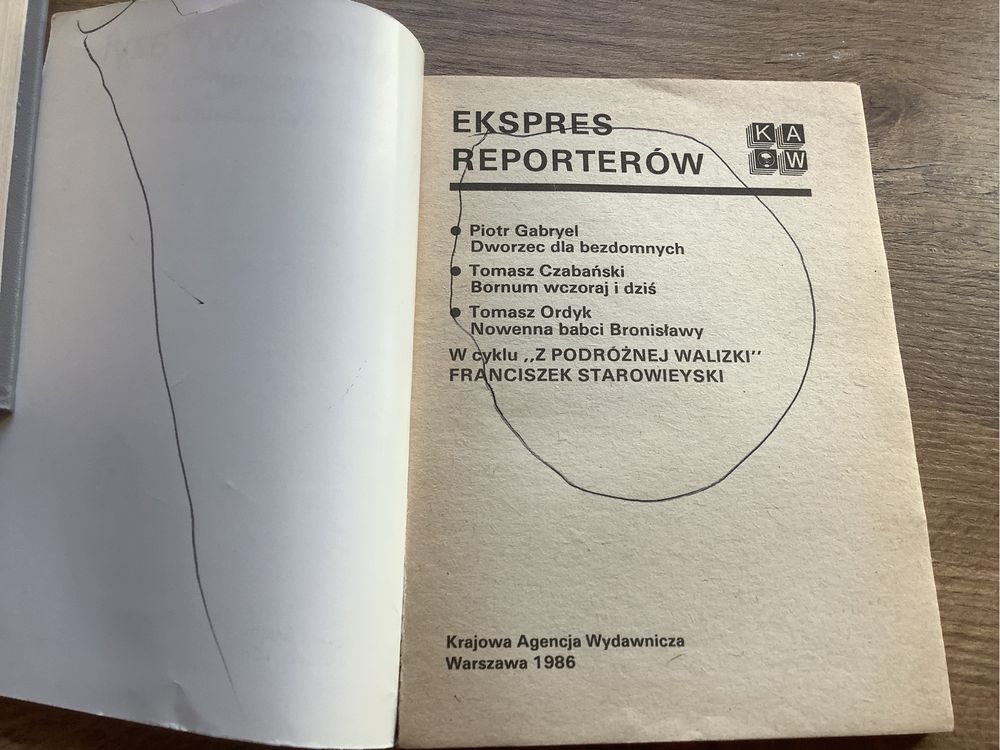 EKSPRES
REPORTERÓW
K A
W
● Piotr Gabryel
Dworzec dla bezdomnych
● Tomasz Czabański
Bornum wczoraj i dziś
● Tomasz Ordyk
Nowenna babci Bronisławy
W cyklu ,,Z PODRÓŻNEJ WALIZKI”
FRANCISZEK STAROWIEYSKI
Krajowa Agencja Wydawnicza
Warszawa 1986